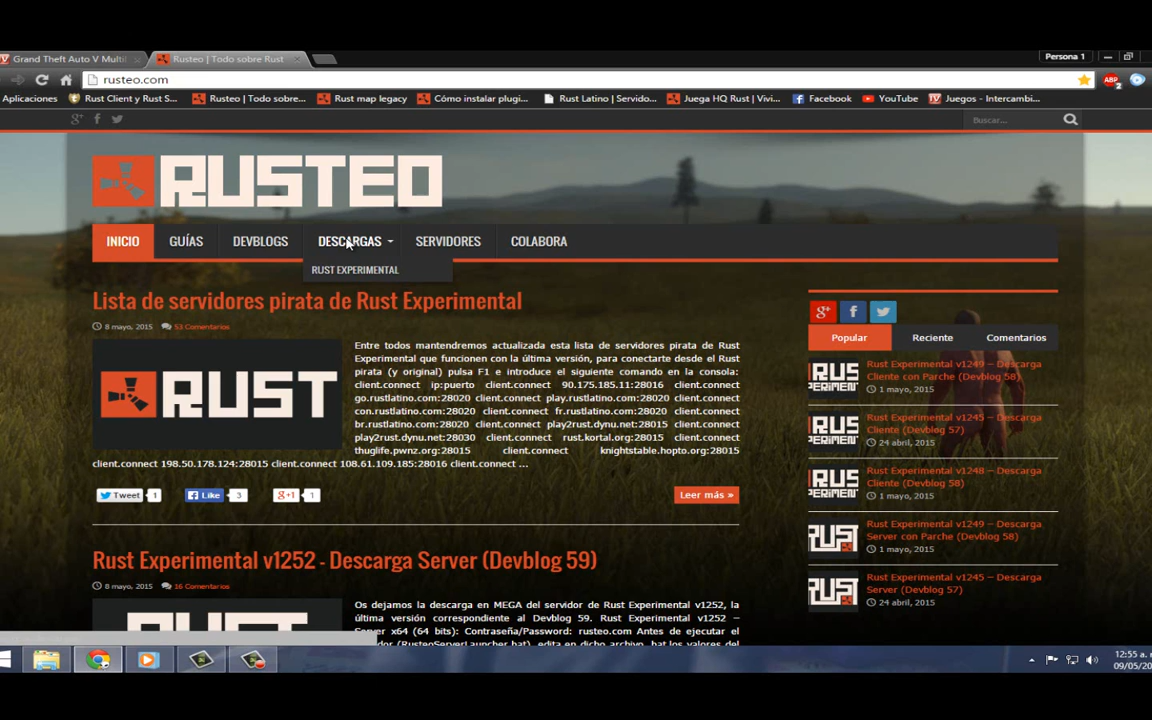 Grand Theft Auto V Multi
Rusteo | Todo sobre Rust
Persona 1
rusteo.com
Aplicaciones
Rust Client y Rust S...
Rusteo | Todo sobre...
Rust map legacy
Cómo instalar plugi...
Rust Latino | Servido...
Juega HQ Rust | Vivi...
Facebook
YouTube
Juegos - Intercambi...
Buscar...
RUSTEO
INICIO
GUÍAS
DEVBLOGS
DESCARGAS
SERVIDORES
COLABORA
RUST EXPERIMENTAL
Lista de servidores pirata de Rust Experimental
8 mayo, 2015
53 Comentarios
RUST
Entre todos mantendremos actualizada esta lista de servidores pirata de Rust
Experimental que funcionen con la última versión, para conectarte desde el Rust
pirata (y original) pulsa F1 e introduce el siguiente comando en la consola:
client.connect ip:puerto client.connect 90.175.185.11:28016 client.connect
go.rustlatino.com:28020 client.connect play.rustlatino.com:28020 client.connect
con.rustlatino.com:28020 client.connect fr.rustlatino.com:28020 client.connect
br.rustlatino.com:28020 client.connect play2rust.dynu.net:28015 client.connect
play2rust.dynu.net:28030 client.connect rust.kortal.org:28015 client.connect
thuglife.pwnz.org:28015 client.connect knightstable.hopto.org:28015
client.connect 198.50.178.124:28015 client.connect 108.61.109.185:28016 client.connect ...
Tweet 1
Like 3
+1 1
Leer más »
Rust Experimental v1252 - Descarga Server (Devblog 59)
8 mayo, 2015
16 Comentarios
Os dejamos la descarga en MEGA del servidor de Rust Experimental v1252, la
última versión correspondiente al Devblog 59. Rust Experimental v1252 –
Server x64 (64 bits): Contraseña/Password: rusteo.com Antes de ejecutar el
servidor (RusteoServerLauncher.bat), edita en dicho archivo .bat los valores del
Popular
Reciente
Comentarios
Rust Experimental v1249 – Descarga
Cliente con Parche (Devblog 58)
1 mayo, 2015
Rust Experimental v1245 – Descarga
Cliente (Devblog 57)
24 abril, 2015
Rust Experimental v1248 – Descarga
Cliente (Devblog 58)
1 mayo, 2015
Rust Experimental v1249 – Descarga
Server con Parche (Devblog 58)
1 mayo, 2015
Rust Experimental v1245 – Descarga
Server (Devblog 57)
24 abril, 2015
12:55 a.
09/05/20